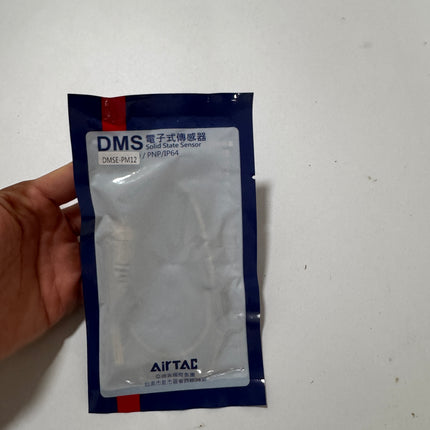 DMS 電子式傳感器
Solid State Sensor
DMSE-PM12 / PNP/IP64
AirTAC